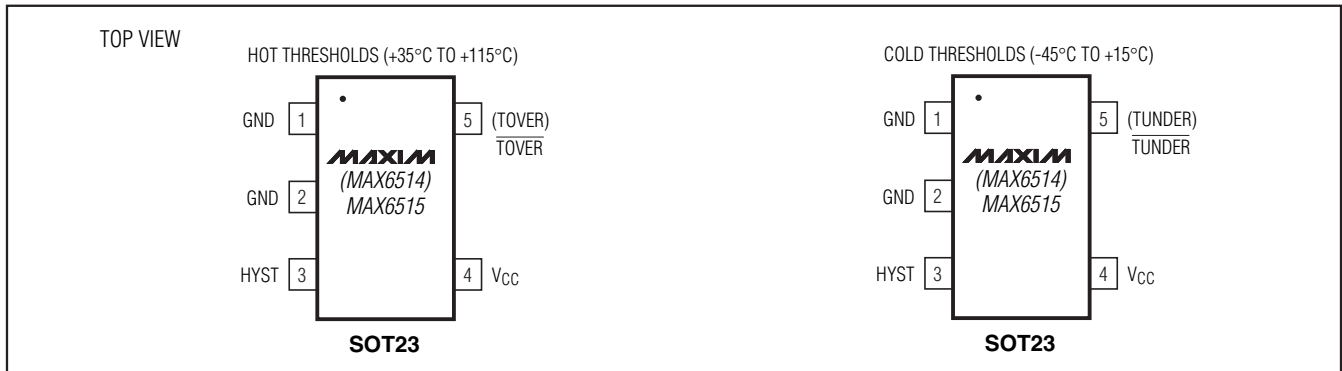 TOP VIEW
HOT THRESHOLDS (+35°C TO +115°C)
GND 1
5 (TOVER)
TOVER
MAXIM
(MAX6514)
MAX6515
GND 2
HYST 3
4 VCC
SOT23
COLD THRESHOLDS (-45°C TO +15°C)
GND 1
5 (TUNDER)
TUNDER
MAXIM
(MAX6514)
MAX6515
GND 2
HYST 3
4 VCC
SOT23